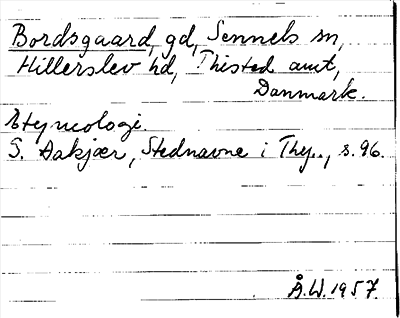 Bordsgaard, gd, Sennels sn,
Hillerslev hd, Thisted amt,
Danmark.
Etymologi.
S. Aakjær, Stednavne i Thy.., s. 96.
Å.W. 1957.